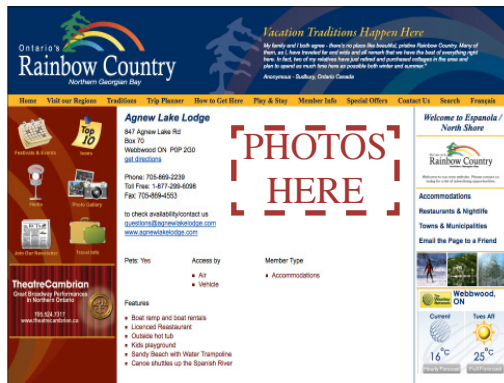 Ontario's
Rainbow Country
Northern Georgian Bay
Vacation Traditions Happen Here
My family and I both agree - there's no place like beautiful, pristine Rainbow Country. Many of
them, as I, have traveled far and wide and all remark that we have the best of everything right
here. In fact, two of my relatives have just retired and purchased cottages in the area and
plan to spend as much time here as possible both winter and summer."
Anonymous - Sudbury, Ontario Canada
Home Visit our Regions Traditions Trip Planner How to Get Here Play & Stay Member Info Special Offers Contact Us Search Français
Festivals & Events
Top
10
News
Home
Photo Gallery
Join Our Newsletter
Travel Info
TheatreCambrian
Great Broadway Performances
in Northern Ontario
705.524.7317
www.theatrecambrian.ca
Agnew Lake Lodge
647 Agnew Lake Rd
Box 70
Webbwood ON P0P 2G0
get directions
Phone: 705-869-2239
Toll Free: 1-877-299-6098
Fax: 705-869-4553
to check availability/contact us
questions@agnewlakelodge.com
www.agnewlakelodge.com
PHOTOS
HERE
Pets: Yes
Access by
Air
Vehicle
Member Type
Accommodations
Features
Boat ramp and boat rentals
Licenced Reastaurant
Outside hot tub
Kids playground
Sandy Beach with Water Trampoline
Canoe shuttles up the Spanish River
Welcome to Espanola /
North Shore
Rainbow Country
Accommodations
Restaurants & Nightlife
Towns & Municipalities
Email the Page to a Friend
Webbwood,
ON
Current
16°C
Hourly Forecast
Tues Aft
25°C
Full Forecast